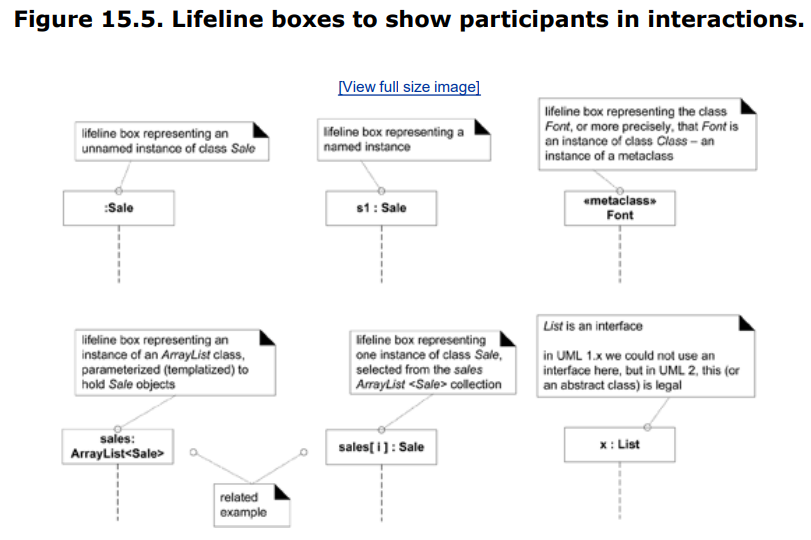 Figure 15.5. Lifeline boxes to show participants in interactions.
[View full size image]
lifeline box representing an
unnamed instance of class Sale
:Sale
lifeline box representing a
named instance
s1 : Sale
lifeline box representing the class
Font, or more precisely, that Font is
an instance of class Class – an
instance of a metaclass
«metaclass»
Font
lifeline box representing an
instance of an ArrayList class,
parameterized (templatized) to
hold Sale objects
sales:
ArrayList<Sale>
related
example
lifeline box representing
one instance of class Sale,
selected from the sales
ArrayList <Sale> collection
sales[ i ] : Sale
List is an interface
in UML 1.x we could not use an
interface here, but in UML 2, this (or
an abstract class) is legal
x : List